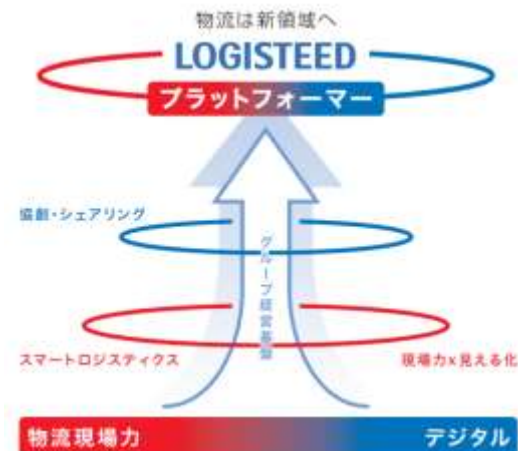 物流は新領域へ
LOGISTEED
プラットフォーマー
協創・シェアリング
グループ経営基盤
スマートロジスティクス
現場力×見える化
物流現場力
デジタル